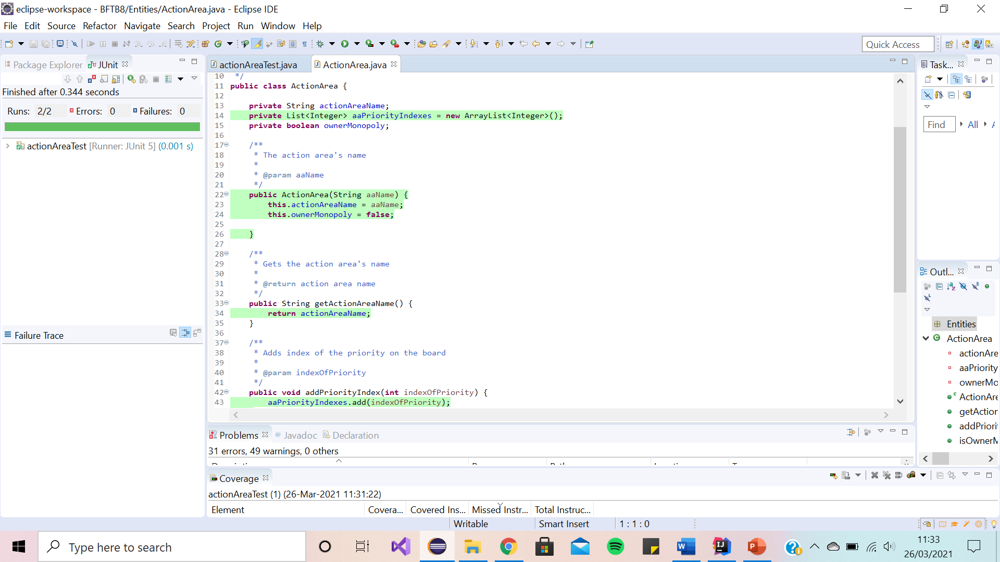 eclipse-workspace - BFTB8/Entities/ActionArea.java - Eclipse IDE
File Edit Source Refactor Navigate Search Project Run Window Help
Quick Access
Package Explorer JUnit
Finished after 0.344 seconds
Runs: 2/2 Errors: 0 Failures: 0
actionAreaTest [Runner: JUnit 5] (0.001 s)
Failure Trace
actionAreaTest.java ActionArea.java
10 */
11 public class ActionArea {
12
13 private String actionAreaName;
14 private List<Integer> aaPriorityIndexes = new ArrayList<Integer>();
15 private boolean ownerMonopoly;
16
17 /**
18 * The action area's name
19 *
20 * @param aaName
21 */
22 public ActionArea(String aaName) {
23 this.actionAreaName = aaName;
24 this.ownerMonopoly = false;
25
26 }
27
28 /**
29 * Gets the action area's name
30 *
31 * @return action area name
32 */
33 public String getActionAreaName() {
34 return actionAreaName;
35 }
36
37 /**
38 * Adds index of the priority on the board
39 *
40 * @param indexOfPriority
41 */
42 public void addPriorityIndex(int indexOfPriority) {
43 aaPriorityIndexes.add(indexOfPriority);
Task...
Find All
Outl...
Entities
ActionArea
actionAre
aaPriority
ownerMo
ActionAre
getAction
addPriorit
isOwnerM
Problems Javadoc Declaration
31 errors, 49 warnings, 0 others
Coverage
actionAreaTest (1) (26-Mar-2021 11:31:22)
Element Covera... Covered Ins... Missed Instr... Total Instruc...
Writable Smart Insert 1 : 1 : 0
Type here to search
11:33
26/03/2021